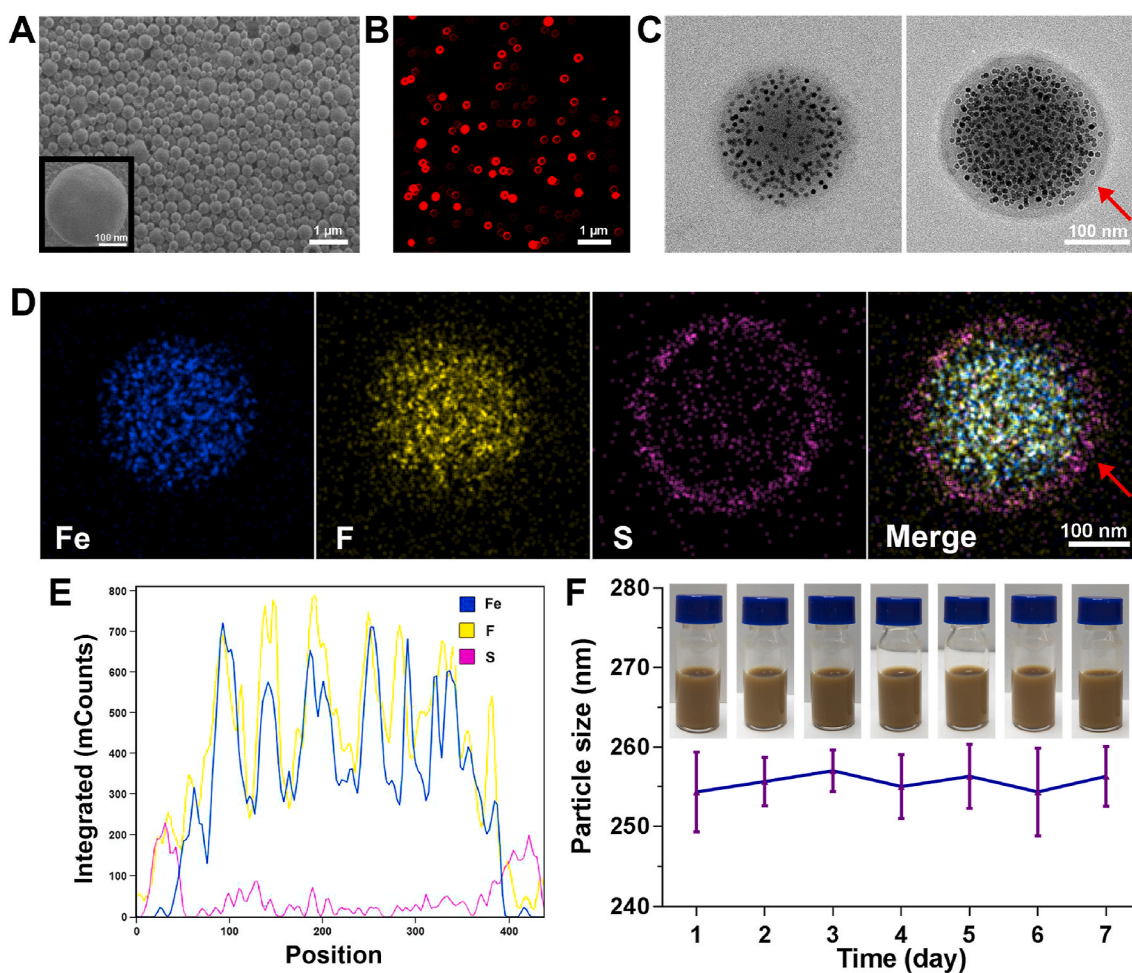 A
B
C
100 nm
1 µm
1 µm
100 nm
D
Fe
F
S
Merge
100 nm
E
800
700
600
500
400
300
200
100
0
0
100
200
300
400
Integrated (mCounts)
Position
Fe
F
S
F
280
270
260
250
240
1
2
3
4
5
6
7
Particle size (nm)
Time (day)